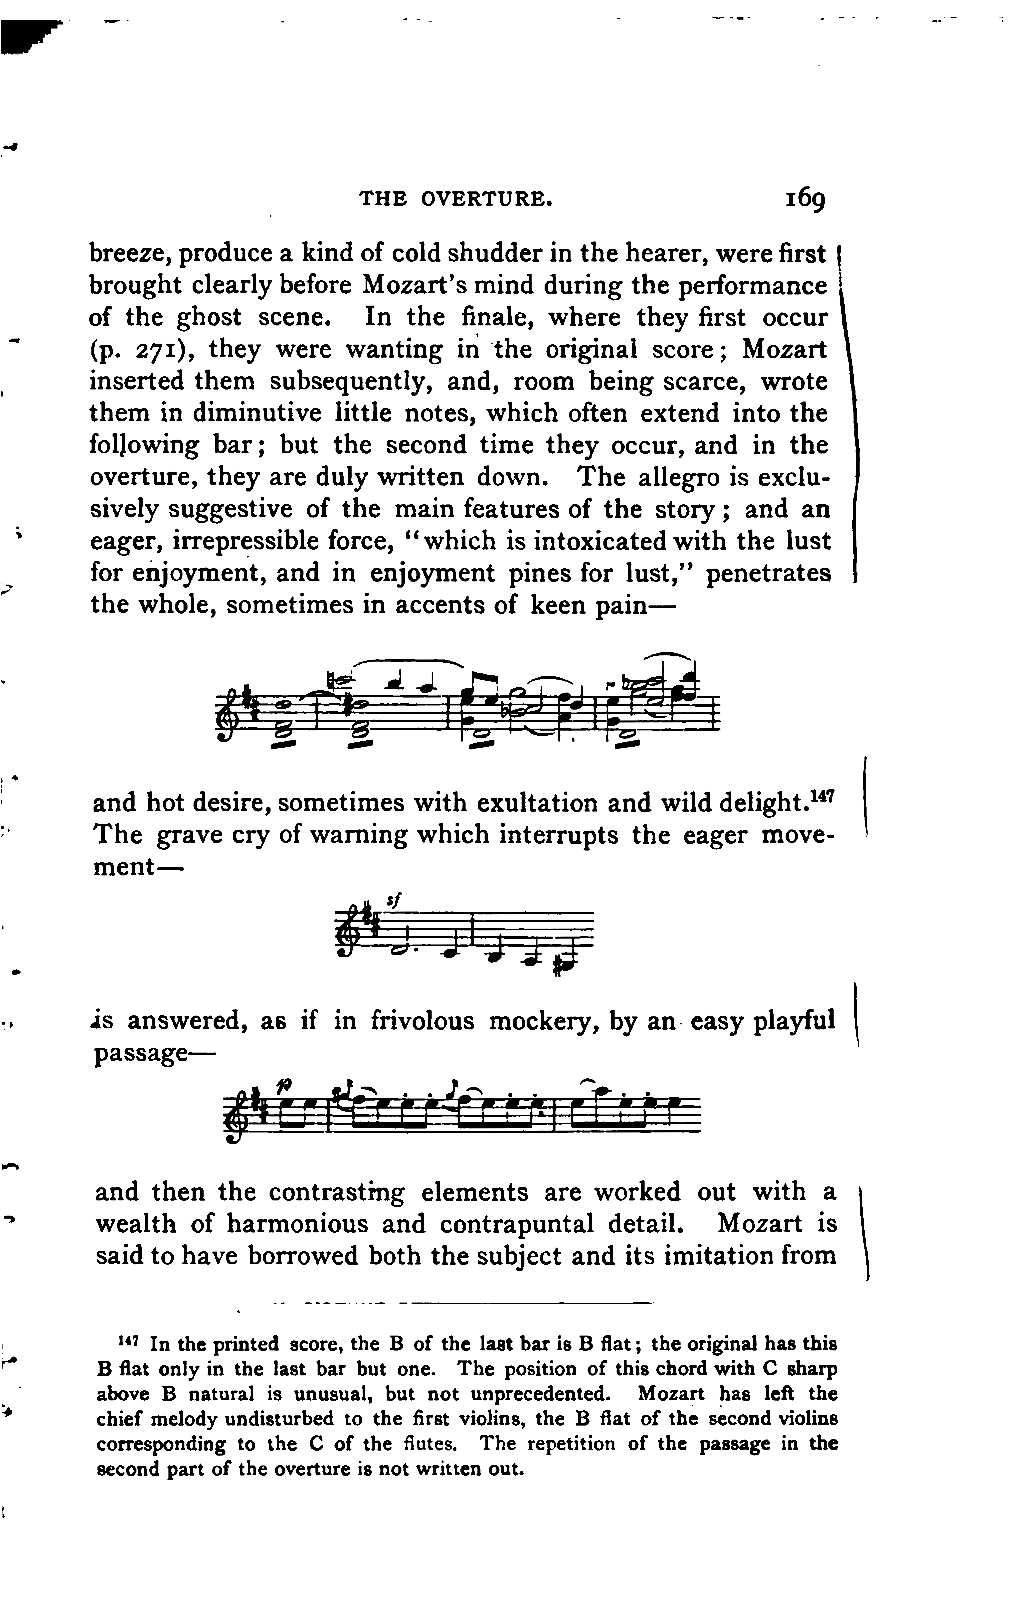 THE OVERTURE. 169
breeze, produce a kind of cold shudder in the hearer, were first
brought clearly before Mozart's mind during the performance
of the ghost scene. In the finale, where they first occur
(p. 271), they were wanting in the original score; Mozart
inserted them subsequently, and, room being scarce, wrote
them in diminutive little notes, which often extend into the
following bar; but the second time they occur, and in the
overture, they are duly written down. The allegro is exclu-
sively suggestive of the main features of the story; and an
eager, irrepressible force, "which is intoxicated with the lust
for enjoyment, and in enjoyment pines for lust," penetrates
the whole, sometimes in accents of keen pain—
and hot desire, sometimes with exultation and wild delight.¹⁴⁷
The grave cry of warning which interrupts the eager move-
ment—
sf
is answered, as if in frivolous mockery, by an easy playful
passage—
p
and then the contrasting elements are worked out with a
wealth of harmonious and contrapuntal detail. Mozart is
said to have borrowed both the subject and its imitation from
¹⁴⁷ In the printed score, the B of the last bar is B flat; the original has this
B flat only in the last bar but one. The position of this chord with C sharp
above B natural is unusual, but not unprecedented. Mozart has left the
chief melody undisturbed to the first violins, the B flat of the second violins
corresponding to the C of the flutes. The repetition of the passage in the
second part of the overture is not written out.